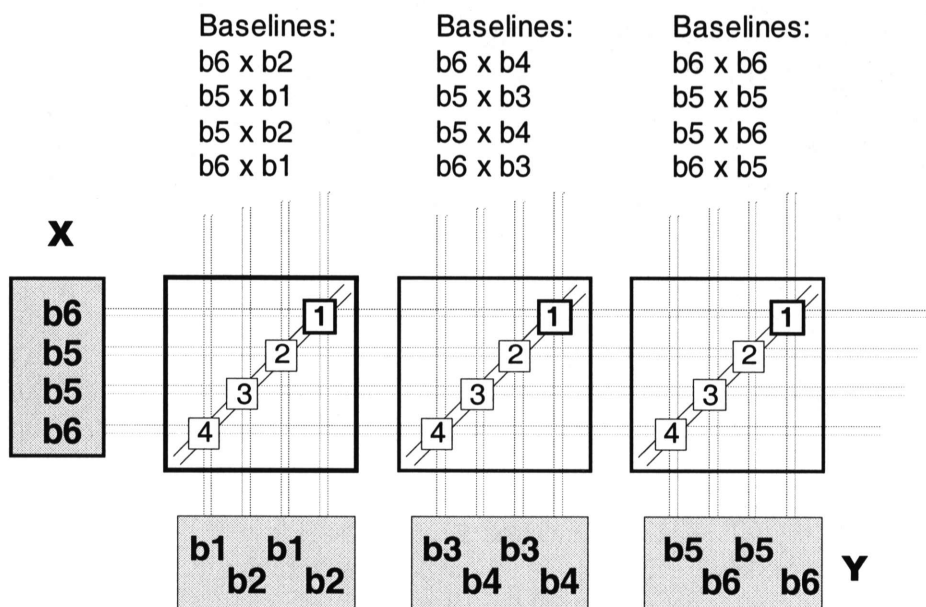 Baselines: Baselines: Baselines:
b6 x b2 b6 x b4 b6 x b6
b5 x b1 b5 x b3 b5 x b5
b5 x b2 b5 x b4 b5 x b6
b6 x b1 b6 x b3 b6 x b5
X
b6 1 1 1
b5 2 2 2
b5 3 3 3
b6 4 4 4
b1 b1 b3 b3 b5 b5
b2 b2 b4 b4 b6 b6 Y